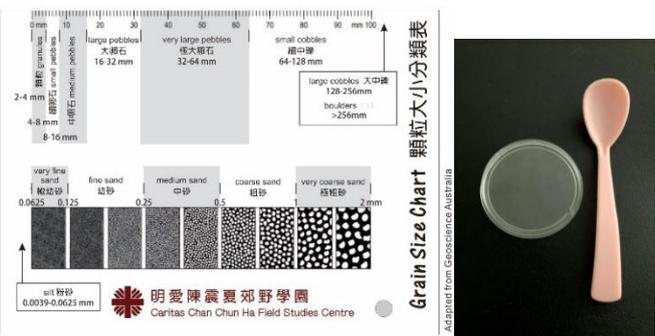 0 mm 10 20 30 40 50 60 70 80 90 mm 100
顆粒 granules
2-4 mm
細卵石 small pebbles
4-8 mm
中卵石 medium pebbles
8-16 mm
large pebbles
大卵石
16-32 mm
very large pebbles
極大卵石
32-64 mm
small cobbles
細中礫
64-128 mm
large cobbles 大中礫
128-256mm
boulders
>256mm
very fine
sand
極幼砂
fine sand
幼砂
medium sand
中砂
coarse sand
粗砂
very coarse sand
極粗砂
0.0625 0.125 0.25 0.5 1 2 mm
silt 粉砂
0.0039-0.0625 mm
明愛陳震夏郊野學園
Caritas Chan Chun Ha Field Studies Centre
Grain Size Chart 顆粒大小分類表
Adapted from Geoscience Australia